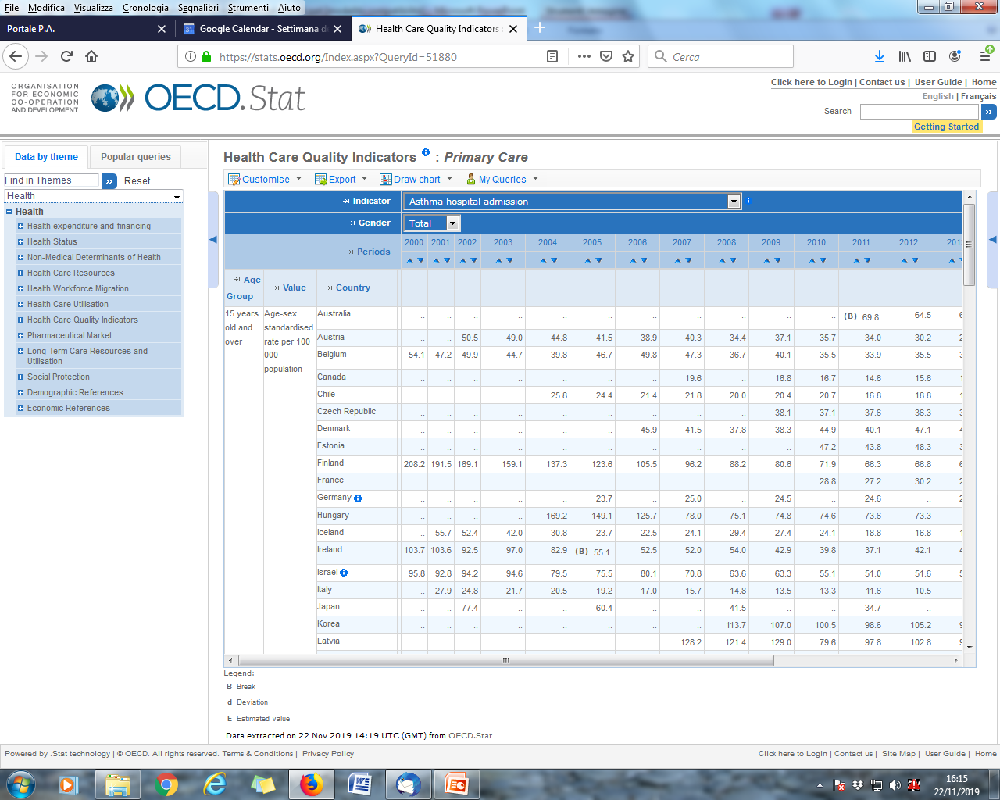 File Modifica Visualizza Cronologia Segnalibri Strumenti Aiuto
Portale P.A. Google Calendar - Settimana d Health Care Quality Indicators :
https://stats.oecd.org/Index.aspx?QueryId=51880 Cerca
ORGANISATION
FOR ECONOMIC
CO-OPERATION
AND DEVELOPMENT
OECD.Stat
Click here to Login | Contact us | User Guide | Home
English | Français
Search
Getting Started
Data by theme Popular queries
Find in Themes Reset
Health
Health
Health expenditure and financing
Health Status
Non-Medical Determinants of Health
Health Care Resources
Health Workforce Migration
Health Care Utilisation
Health Care Quality Indicators
Pharmaceutical Market
Long-Term Care Resources and
Utilisation
Social Protection
Demographic References
Economic References
Health Care Quality Indicators : Primary Care
Customise Export Draw chart My Queries
Indicator Asthma hospital admission
Gender Total
Periods 2000 2001 2002 2003 2004 2005 2006 2007 2008 2009 2010 2011 2012 201
Age Group Value Country
15 years old and over
Age-sex standardised rate per 100 000 population
Australia .. .. .. .. .. .. .. .. .. .. .. (B) 69.8 64.5 6
Austria .. .. 50.5 49.0 44.8 41.5 38.9 40.3 34.4 37.1 35.7 34.0 30.2 2
Belgium 54.1 47.2 49.9 44.7 39.8 46.7 49.8 47.3 36.7 40.1 35.5 33.9 35.5 3
Canada .. .. .. .. .. .. .. 19.6 .. 16.8 16.7 14.6 15.6 1
Chile .. .. .. .. 25.8 24.4 21.4 21.8 20.0 20.4 20.7 16.8 18.8 1
Czech Republic .. .. .. .. .. .. .. .. .. 38.1 37.1 37.6 36.3 3
Denmark .. .. .. .. .. .. 45.9 41.5 37.8 38.3 44.9 40.1 47.1 4
Estonia .. .. .. .. .. .. .. .. .. .. 47.2 43.8 48.3 3
Finland 208.2 191.5 169.1 159.1 137.3 123.6 105.5 96.2 88.2 80.6 71.9 66.3 66.8 6
France .. .. .. .. .. .. .. .. .. .. 28.8 27.2 30.2 2
Germany .. .. .. .. .. 23.7 .. 25.0 .. 24.5 .. 24.6 .. 2
Hungary .. .. .. .. 169.2 149.1 125.7 78.0 75.1 74.8 74.6 73.6 73.3
Iceland .. 55.7 52.4 42.0 30.8 23.7 22.5 24.1 29.4 27.4 24.1 18.8 16.8 1
Ireland 103.7 103.6 92.5 97.0 82.9 (B) 55.1 52.5 52.0 54.0 42.9 39.8 37.1 42.1 4
Israel 95.8 92.8 94.2 94.6 79.5 75.5 80.1 70.8 63.6 63.3 55.1 51.0 51.6 5
Italy .. 27.9 24.8 21.7 20.5 19.2 17.0 15.7 14.8 13.5 13.3 11.6 10.5
Japan .. .. 77.4 .. .. 60.4 .. .. 41.5 .. .. 34.7 ..
Korea .. .. .. .. .. .. .. .. 113.7 107.0 100.5 98.6 105.2 9
Latvia .. .. .. .. .. .. .. 128.2 121.4 129.0 79.6 97.8 102.8 9
Legend:
B Break
d Deviation
E Estimated value
Data extracted on 22 Nov 2019 14:19 UTC (GMT) from OECD.Stat
Powered by .Stat technology | © OECD. All rights reserved. Terms & Conditions | Privacy Policy
Click here to Login | Contact us | Site Map | User Guide | Home
16:15
22/11/2019